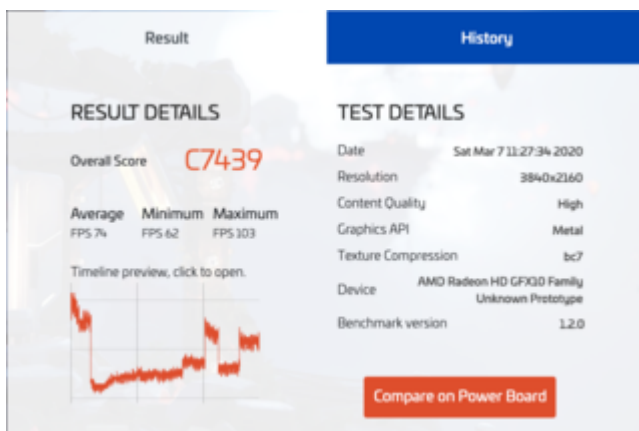 Result
History
RESULT DETAILS
Overall Score C7439
Average Minimum Maximum
FPS 74 FPS 62 FPS 103
Timeline preview, click to open.
TEST DETAILS
Date Sat Mar 7 11:27:34 2020
Resolution 3840x2160
Content Quality High
Graphics API Metal
Texture Compression bc7
Device AMD Radeon HD GFX10 Family
Unknown Prototype
Benchmark version 1.2.0
Compare on Power Board